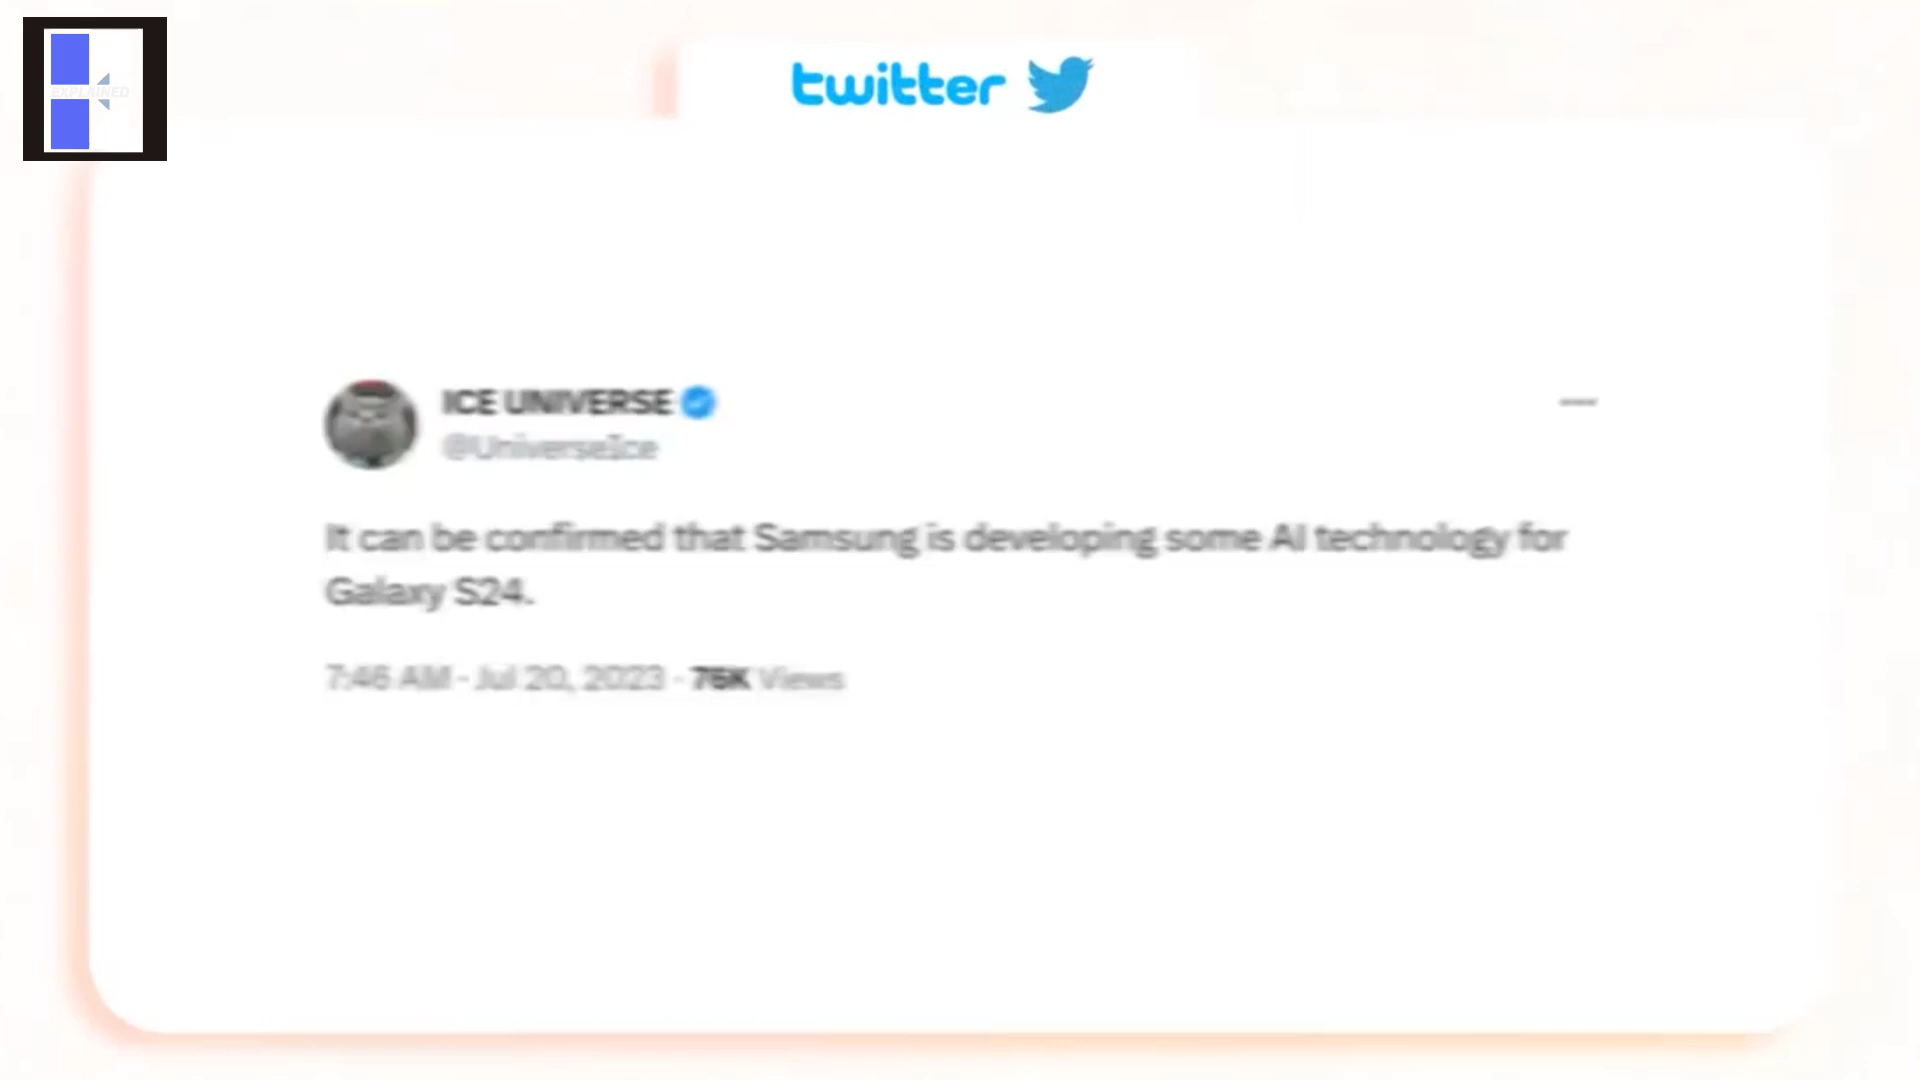 EXPLAINED
twitter
ICE UNIVERSE
@UniverseIce
It can be confirmed that Samsung is developing some AI technology for
Galaxy S24.
7:46 AM · Jul 20, 2023 · 76K Views